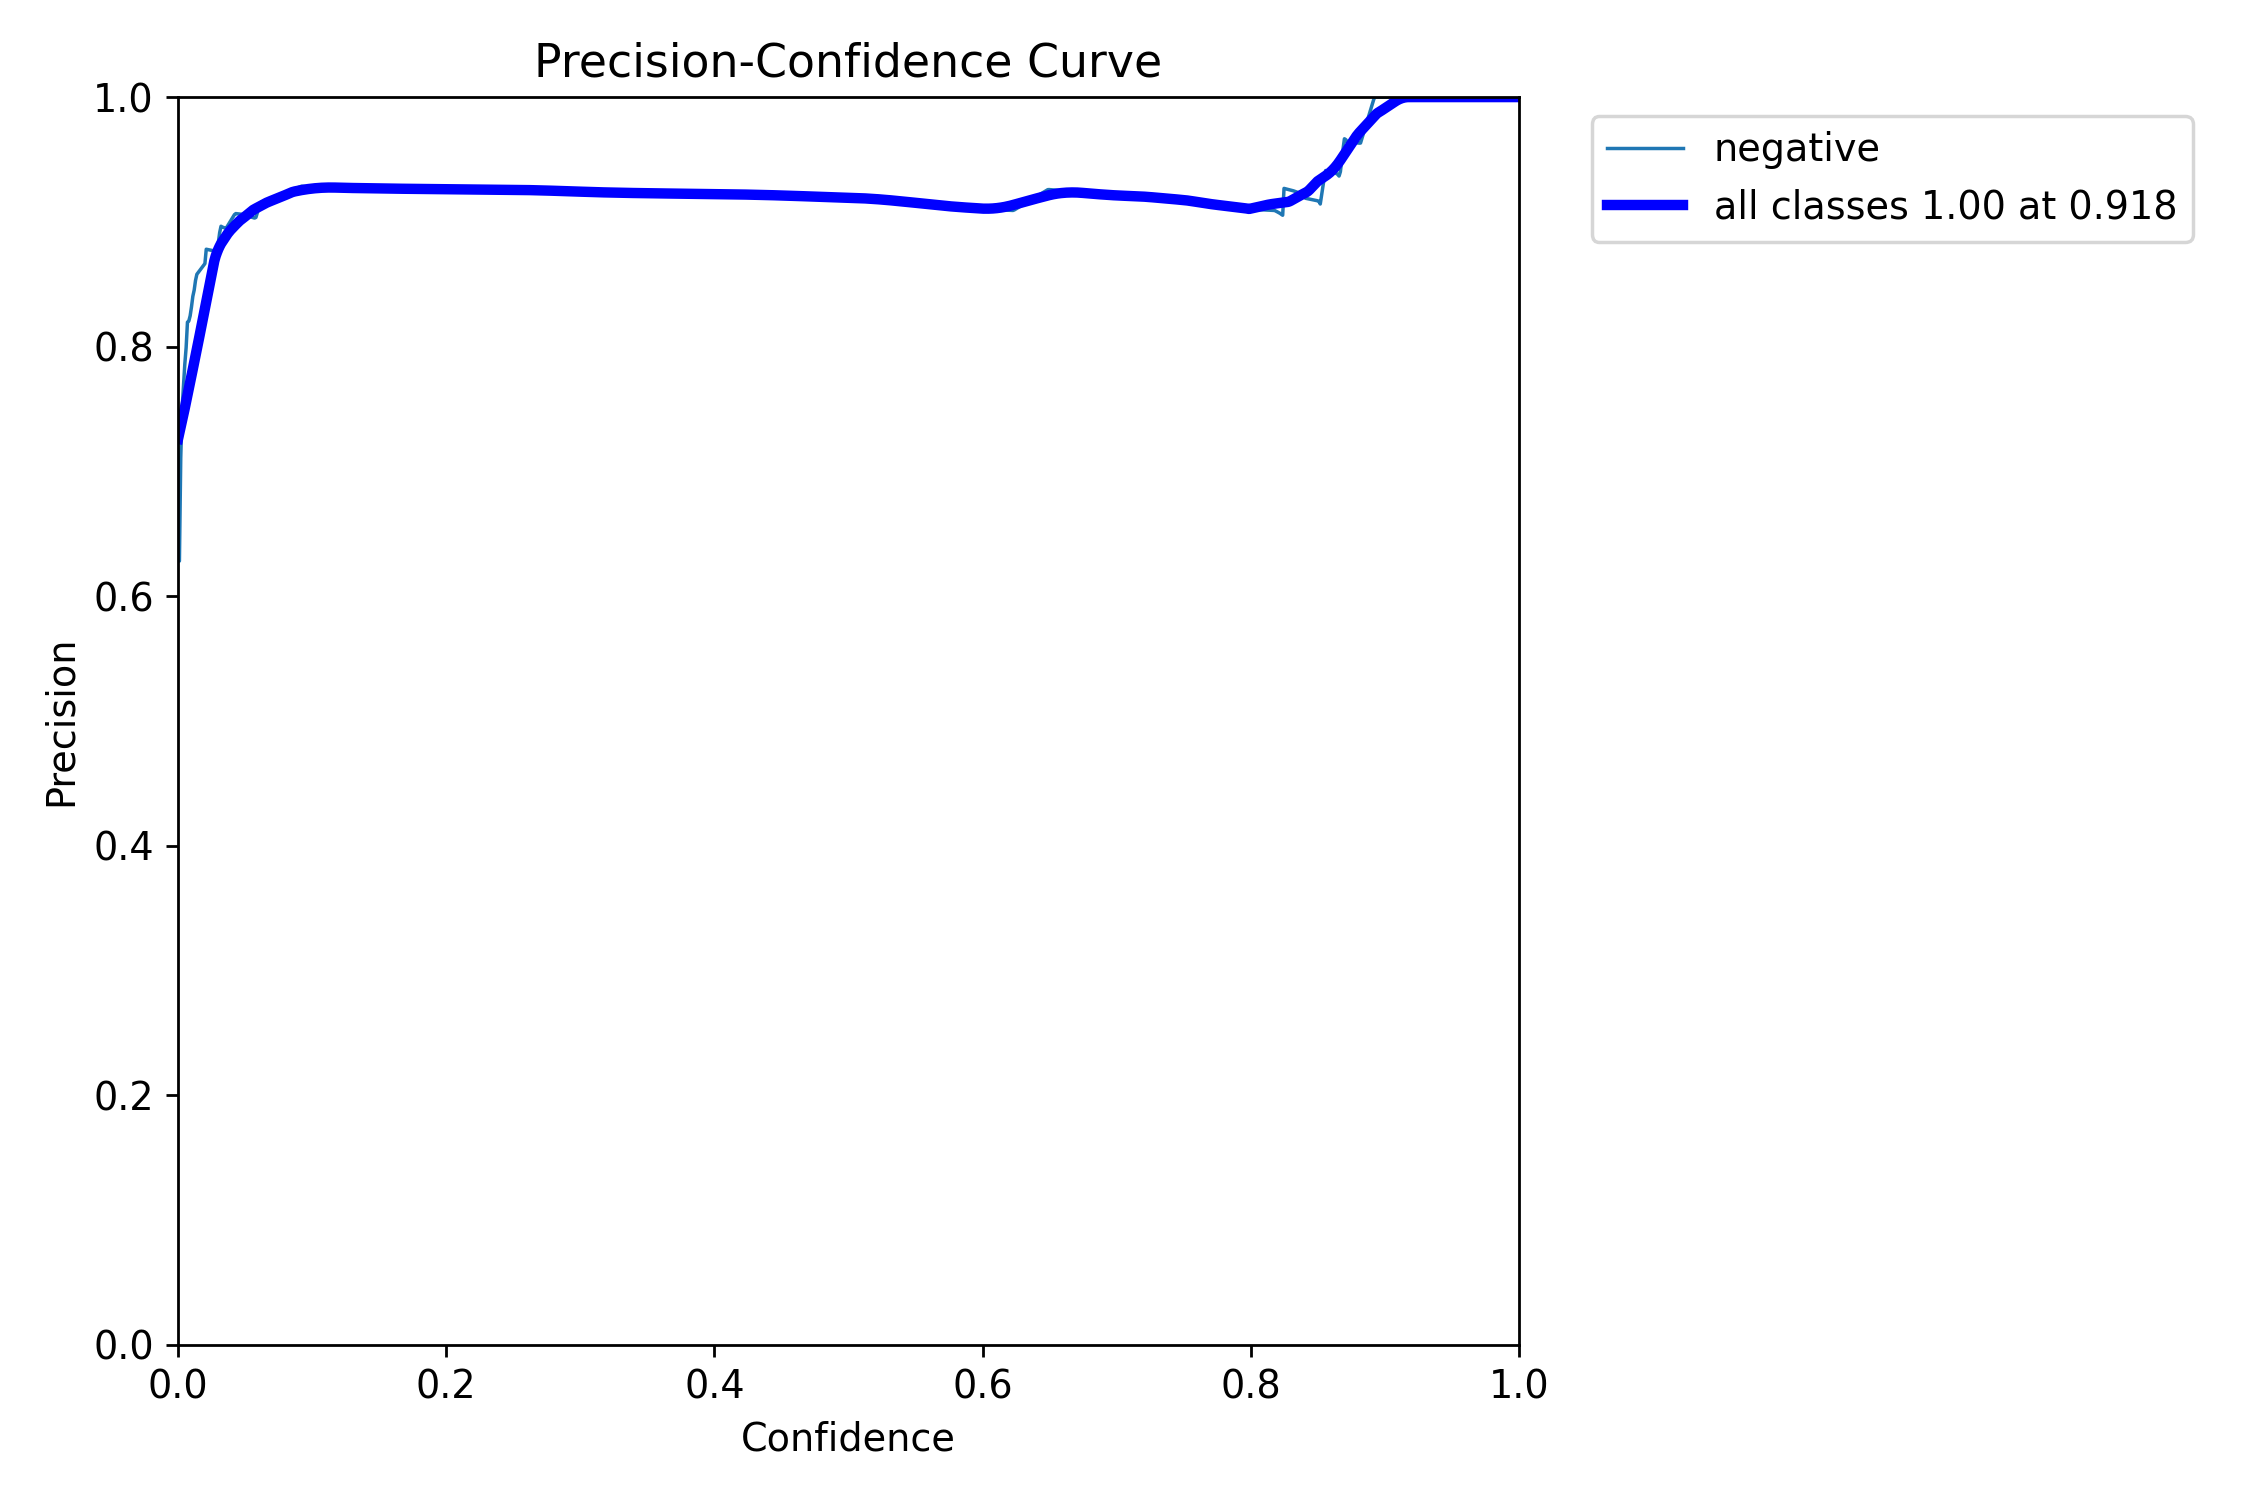 Precision-Confidence Curve
negative
all classes 1.00 at 0.918
1.0
0.8
0.6
0.4
0.2
0.0
Precision
0.0 0.2 0.4 0.6 0.8 1.0
Confidence